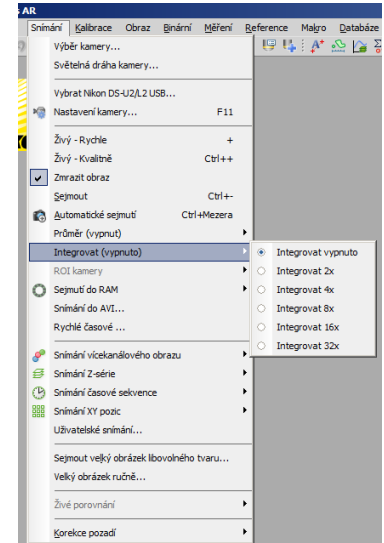 AR
Snímání Kalibrace Obraz Binární Měření Reference Makro Databáze
Výběr kamery...
Světelná dráha kamery...
Vybrat Nikon DS-U2/L2 USB...
Nastavení kamery... F11
Živý - Rychle +
Živý - Kvalitně Ctrl++
Zmrazit obraz
Sejmout Ctrl+-
Automatické sejmutí Ctrl+Mezera
Průměr (vypnut)
Integrovat (vypnuto)
Integrovat vypnuto
ROI kamery
Integrovat 2x
Sejmutí do RAM
Integrovat 4x
Snímání do AVI...
Integrovat 8x
Rychlé časové ...
Integrovat 16x
Integrovat 32x
Snímání vícekanálového obrazu
Snímání Z-série
Snímání časové sekvence
Snímání XY pozic
Uživatelské snímání...
Sejmout velký obrázek libovolného tvaru...
Velký obrázek ručně...
Živé porovnání
Korekce pozadí